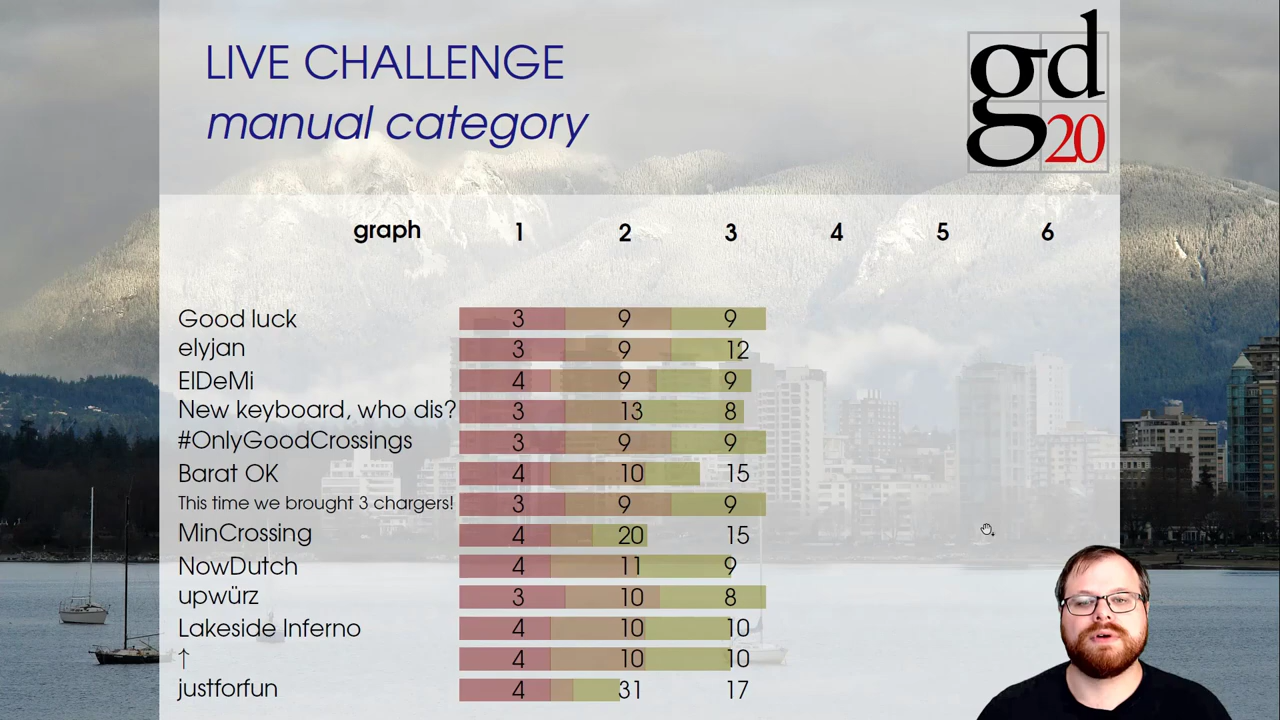 LIVE CHALLENGE
manual category
gd
20
graph 1 2 3 4 5 6
Good luck 3 9 9
elyjan 3 9 12
ElDeMi 4 9 9
New keyboard, who dis? 3 13 8
#OnlyGoodCrossings 3 9 9
Barat OK 4 10 15
This time we brought 3 chargers! 3 9 9
MinCrossing 4 20 15
NowDutch 4 11 9
upwürz 3 10 8
Lakeside Inferno 4 10 10
↑ 4 10 10
justforfun 4 31 17